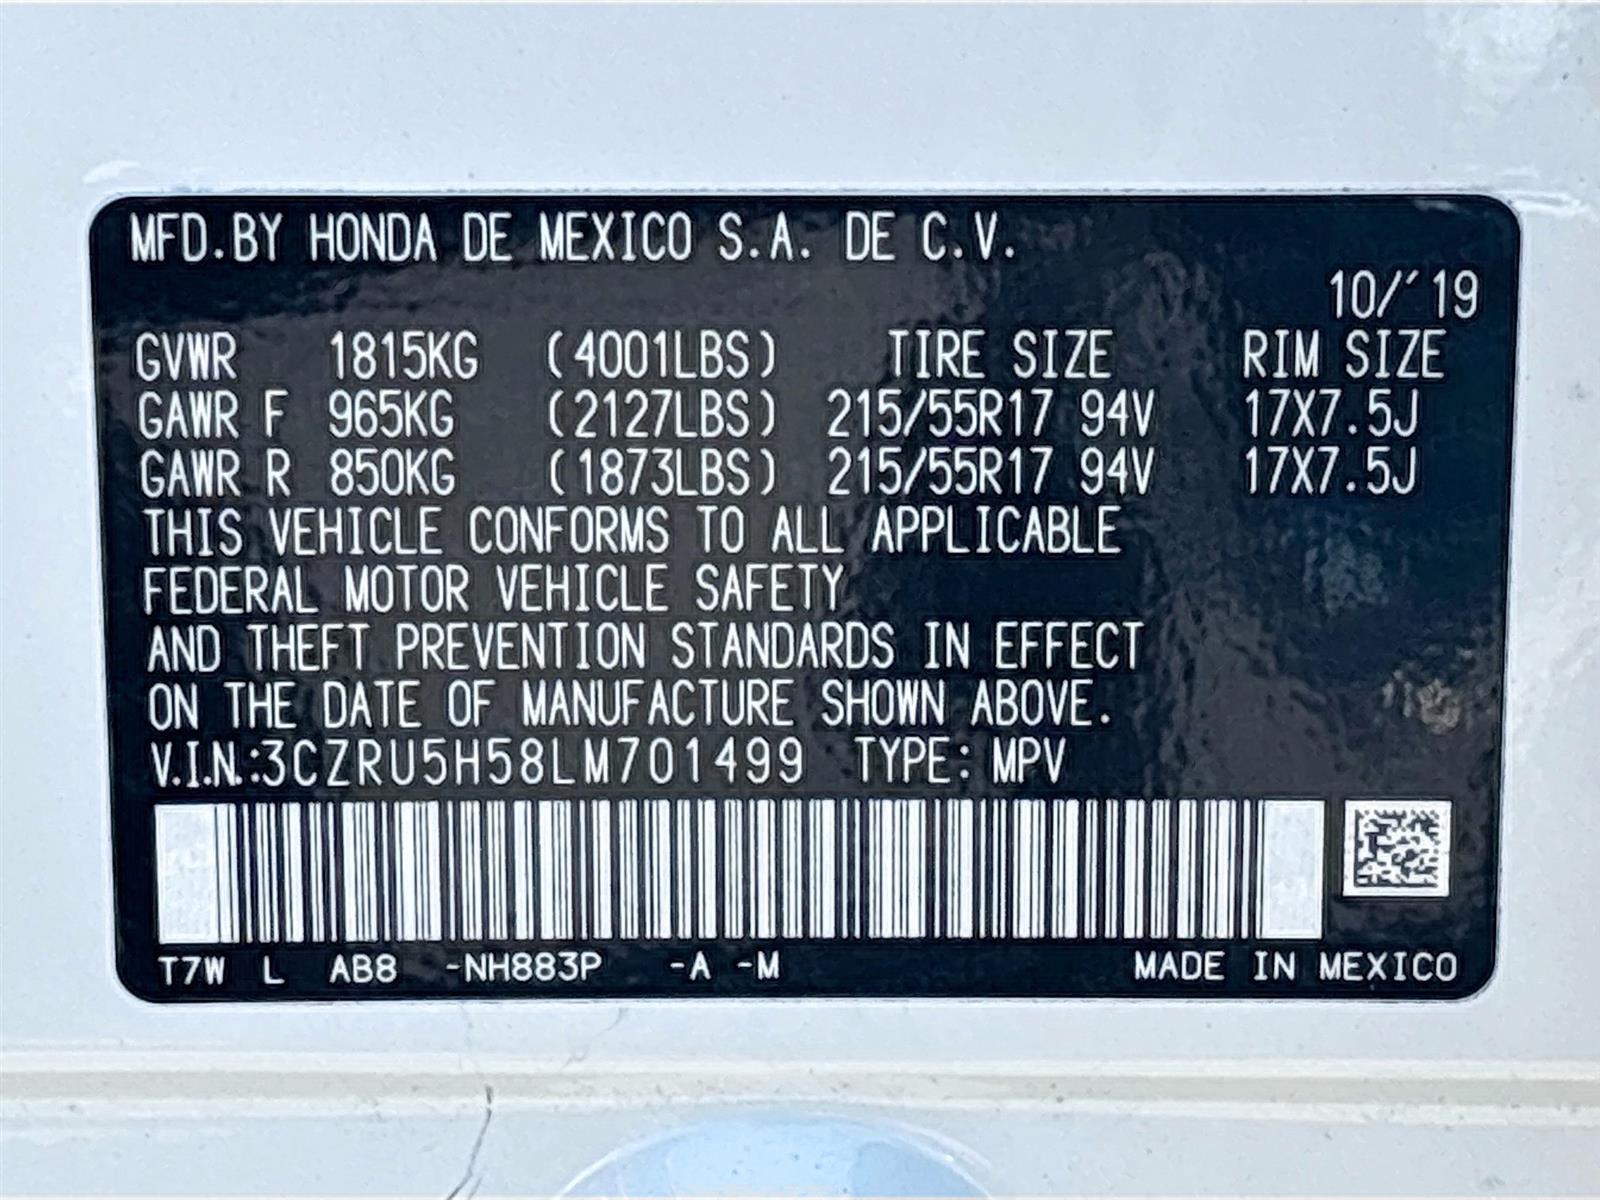 MFD.BY HONDA DE MEXICO S.A. DE C.V.
10/'19
GVWR 1815KG (4001LBS) TIRE SIZE RIM SIZE
GAWR F 965KG (2127LBS) 215/55R17 94V 17X7.5J
GAWR R 850KG (1873LBS) 215/55R17 94V 17X7.5J
THIS VEHICLE CONFORMS TO ALL APPLICABLE
FEDERAL MOTOR VEHICLE SAFETY
AND THEFT PREVENTION STANDARDS IN EFFECT
ON THE DATE OF MANUFACTURE SHOWN ABOVE.
V.I.N.:3CZRU5H58LM701499 TYPE: MPV
T7W L AB8 -NH883P -A -M MADE IN MEXICO